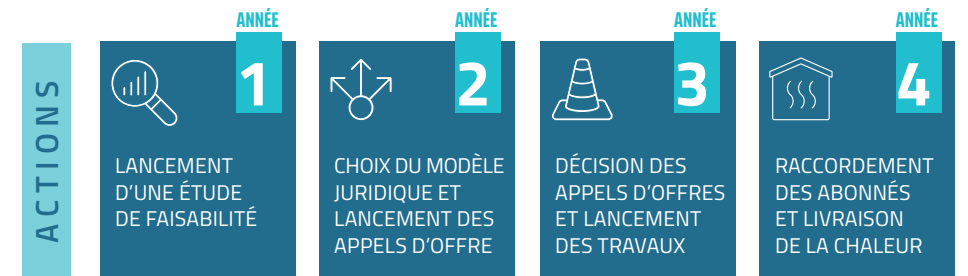 ACTIONS
ANNÉE
1
LANCEMENT
D'UNE ÉTUDE
DE FAISABILITÉ
ANNÉE
2
CHOIX DU MODÈLE
JURIDIQUE ET
LANCEMENT DES
APPELS D'OFFRE
ANNÉE
3
DÉCISION DES
APPELS D'OFFRES
ET LANCEMENT
DES TRAVAUX
ANNÉE
4
RACCORDEMENT
DES ABONNÉS
ET LIVRAISON
DE LA CHALEUR